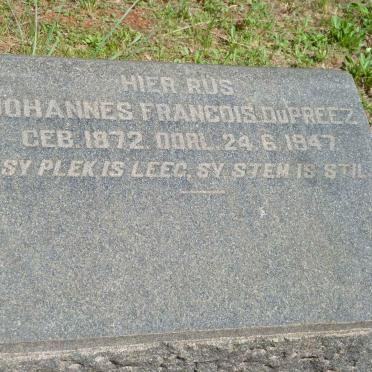 HIER RUS
JOHANNES FRANCOIS DUPREEZ
GEB. 1872. OORL. 24.6.1947
SY PLEK IS LEEG, SY STEM IS STIL